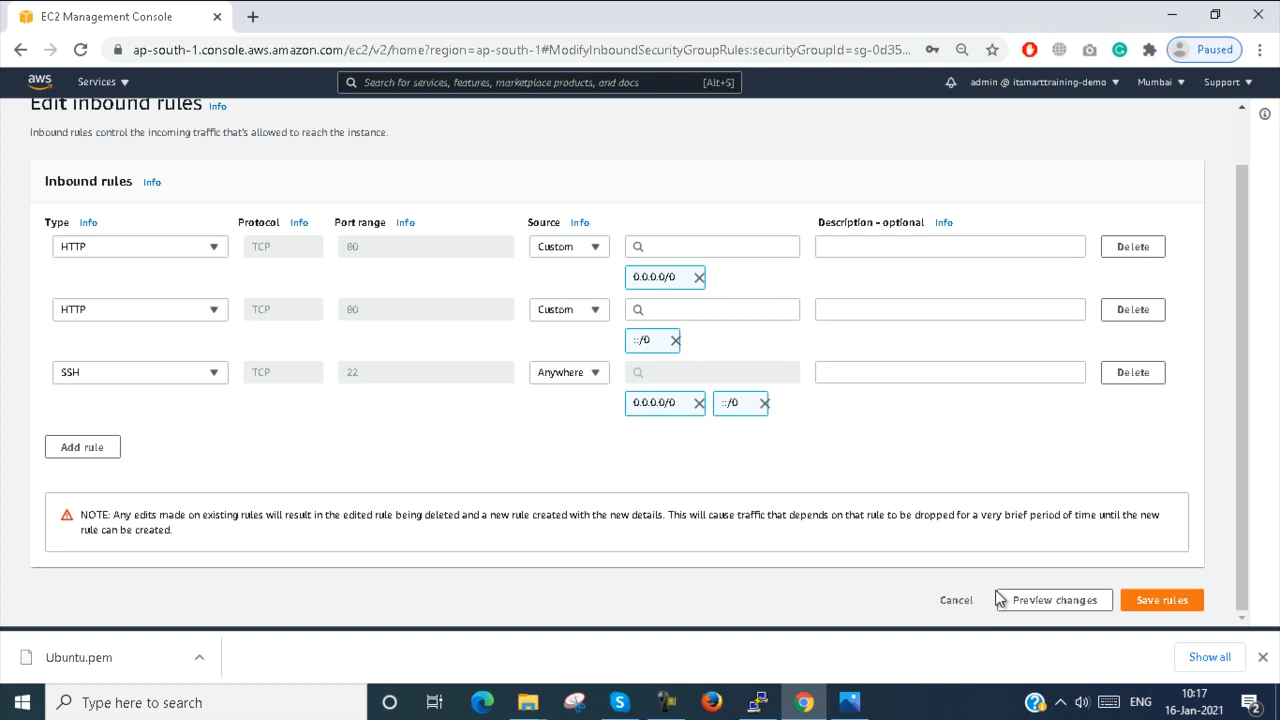 EC2 Management Console
ap-south-1.console.aws.amazon.com/ec2/v2/home?region=ap-south-1#ModifyInboundSecurityGroupRules:securityGroupId=sg-0d35... Paused
aws Services Search for services, features, marketplace products, and docs [Alt+S] admin @ itsmarttraining-demo Mumbai Support
Edit inbound rules Info
Inbound rules control the incoming traffic that's allowed to reach the instance.
Inbound rules Info
Type Info Protocol Info Port range Info Source Info Description - optional Info
HTTP TCP 80 Custom Delete
0.0.0.0/0
HTTP TCP 80 Custom Delete
::/0
SSH TCP 22 Anywhere Delete
0.0.0.0/0 ::/0
Add rule
NOTE: Any edits made on existing rules will result in the edited rule being deleted and a new rule created with the new details. This will cause traffic that depends on that rule to be dropped for a very brief period of time until the new
rule can be created.
Cancel Preview changes Save rules
Ubuntu.pem Show all
Type here to search ENG 10:17
16-Jan-2021 2